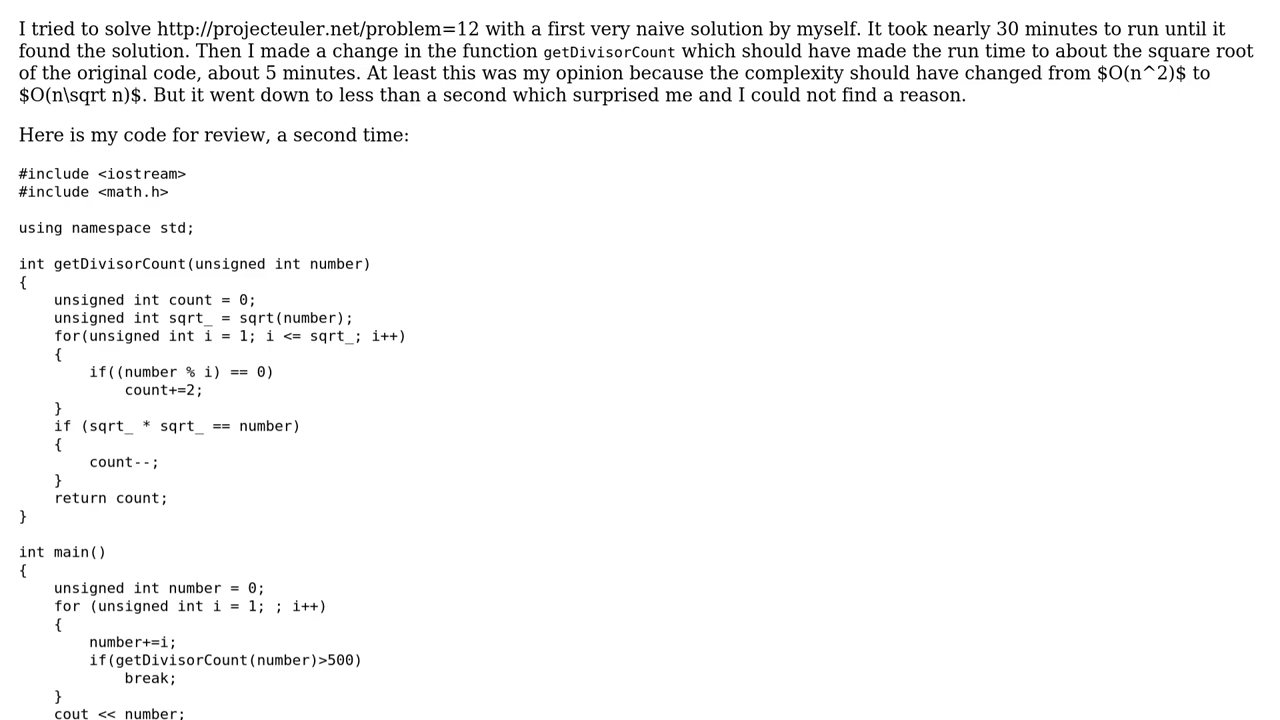 I tried to solve http://projecteuler.net/problem=12 with a first very naive solution by myself. It took nearly 30 minutes to run until it
found the solution. Then I made a change in the function getDivisorCount which should have made the run time to about the square root
of the original code, about 5 minutes. At least this was my opinion because the complexity should have changed from $O(n^2)$ to
$O(n\sqrt n)$. But it went down to less than a second which surprised me and I could not find a reason.
Here is my code for review, a second time:
#include <iostream>
#include <math.h>
using namespace std;
int getDivisorCount(unsigned int number)
{
    unsigned int count = 0;
    unsigned int sqrt_ = sqrt(number);
    for(unsigned int i = 1; i <= sqrt_; i++)
    {
        if((number % i) == 0)
            count+=2;
    }
    if (sqrt_ * sqrt_ == number)
    {
        count--;
    }
    return count;
}
int main()
{
    unsigned int number = 0;
    for (unsigned int i = 1; ; i++)
    {
        number+=i;
        if(getDivisorCount(number)>500)
            break;
    }
    cout << number;